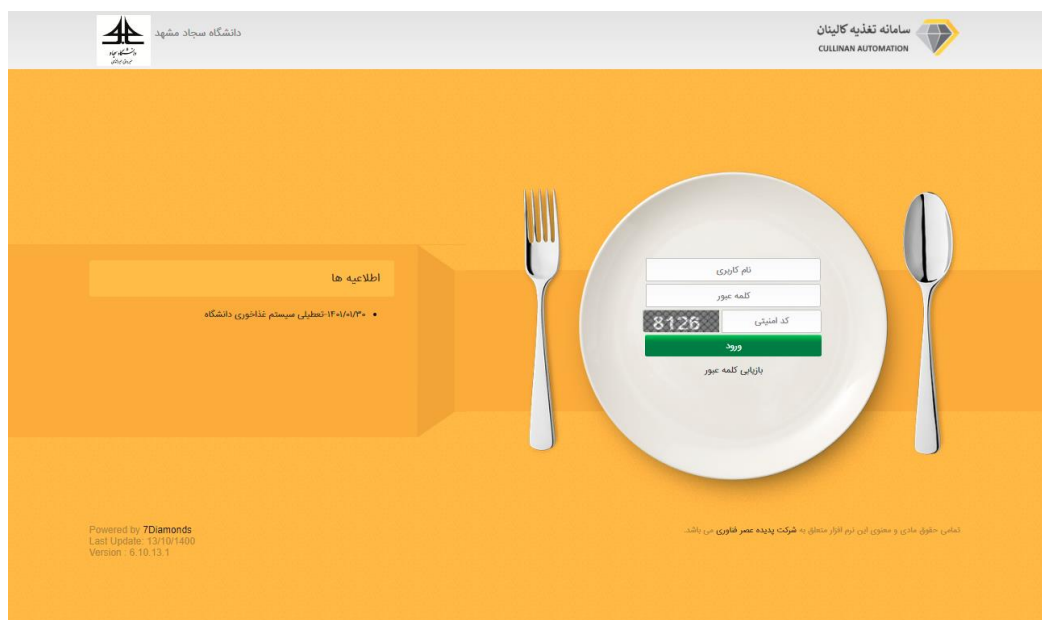 سامانه تغذیه کالینان
CULLINAN AUTOMATION
دانشگاه سجاد مشهد
نام کاربری
کلمه عبور
کد امنیتی
8126
ورود
بازیابی کلمه عبور
اطلاعیه ها
۱۴۰۱/۰۱/۳۰-تعطیلی سیستم غذاخوری دانشگاه
تمامی حقوق مادی و معنوی این نرم افزار متعلق به شرکت پدیده عصر فناوری می باشد.
Powered by 7Diamonds
Last Update: 13/10/1400
Version : 6.10.13.1